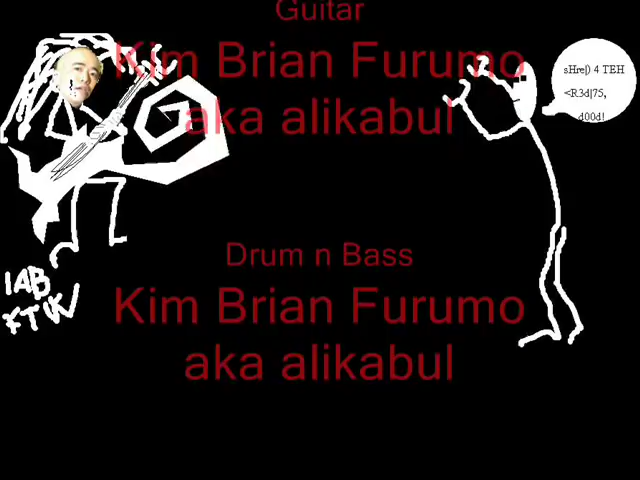 Guitar
Kim Brian Furumo
aka alikabul
sHre|) 4 TEH
<R3d|75,
d00d!
Drum n Bass
Kim Brian Furumo
aka alikabul
IAB
FTW